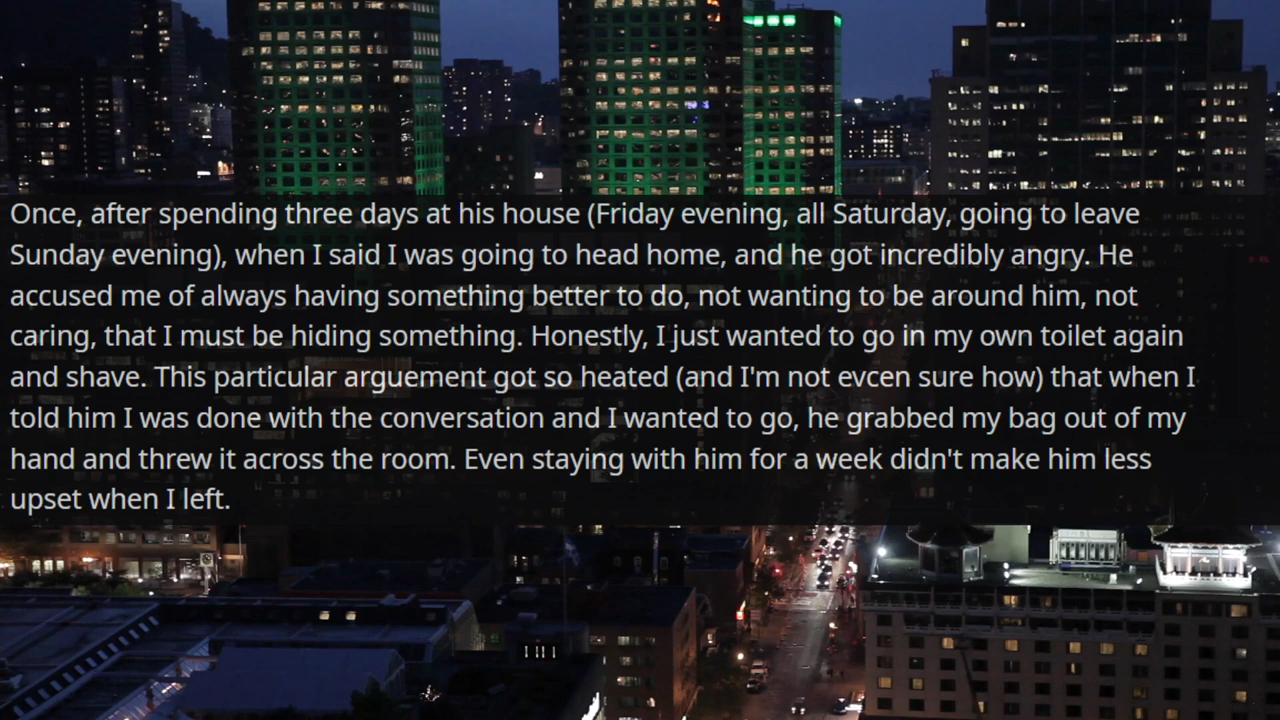 Once, after spending three days at his house (Friday evening, all Saturday, going to leave
Sunday evening), when I said I was going to head home, and he got incredibly angry. He
accused me of always having something better to do, not wanting to be around him, not
caring, that I must be hiding something. Honestly, I just wanted to go in my own toilet again
and shave. This particular arguement got so heated (and I'm not evcen sure how) that when I
told him I was done with the conversation and I wanted to go, he grabbed my bag out of my
hand and threw it across the room. Even staying with him for a week didn't make him less
upset when I left.